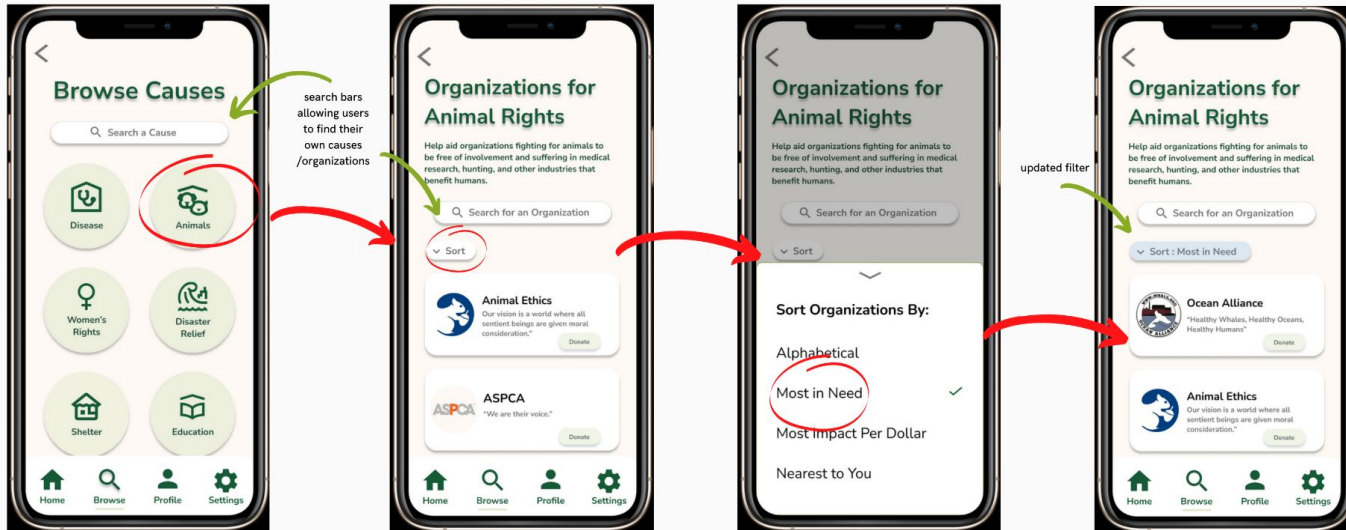 Browse Causes
Search a Cause
Disease
Animals
Women's
Rights
Disaster
Relief
Shelter
Education
Home
Browse
Profile
Settings
search bars
allowing users
to find their
own causes
/organizations
Organizations for
Animal Rights
Help aid organizations fighting for animals to
be free of involvement and suffering in medical
research, hunting, and other industries that
benefit humans.
Search for an Organization
Sort
Animal Ethics
Our vision is a world where all
sentient beings are given moral
consideration."
Donate
ASPCA
ASPCA
"We are their voice."
Donate
Home
Browse
Profile
Settings
Organizations for
Animal Rights
Help aid organizations fighting for animals to
be free of involvement and suffering in medical
research, hunting, and other industries that
benefit humans.
Search for an Organization
Sort
Sort Organizations By:
Alphabetical
Most in Need
Most Impact Per Dollar
Nearest to You
updated filter
Organizations for
Animal Rights
Help aid organizations fighting for animals to
be free of involvement and suffering in medical
research, hunting, and other industries that
benefit humans.
Search for an Organization
Sort : Most in Need
WWW.WHALE.ORG
OCEAN ALLIANCE
Ocean Alliance
"Healthy Whales, Healthy Oceans,
Healthy Humans"
Donate
Animal Ethics
Our vision is a world where all
sentient beings are given moral
consideration."
Donate
Home
Browse
Profile
Settings